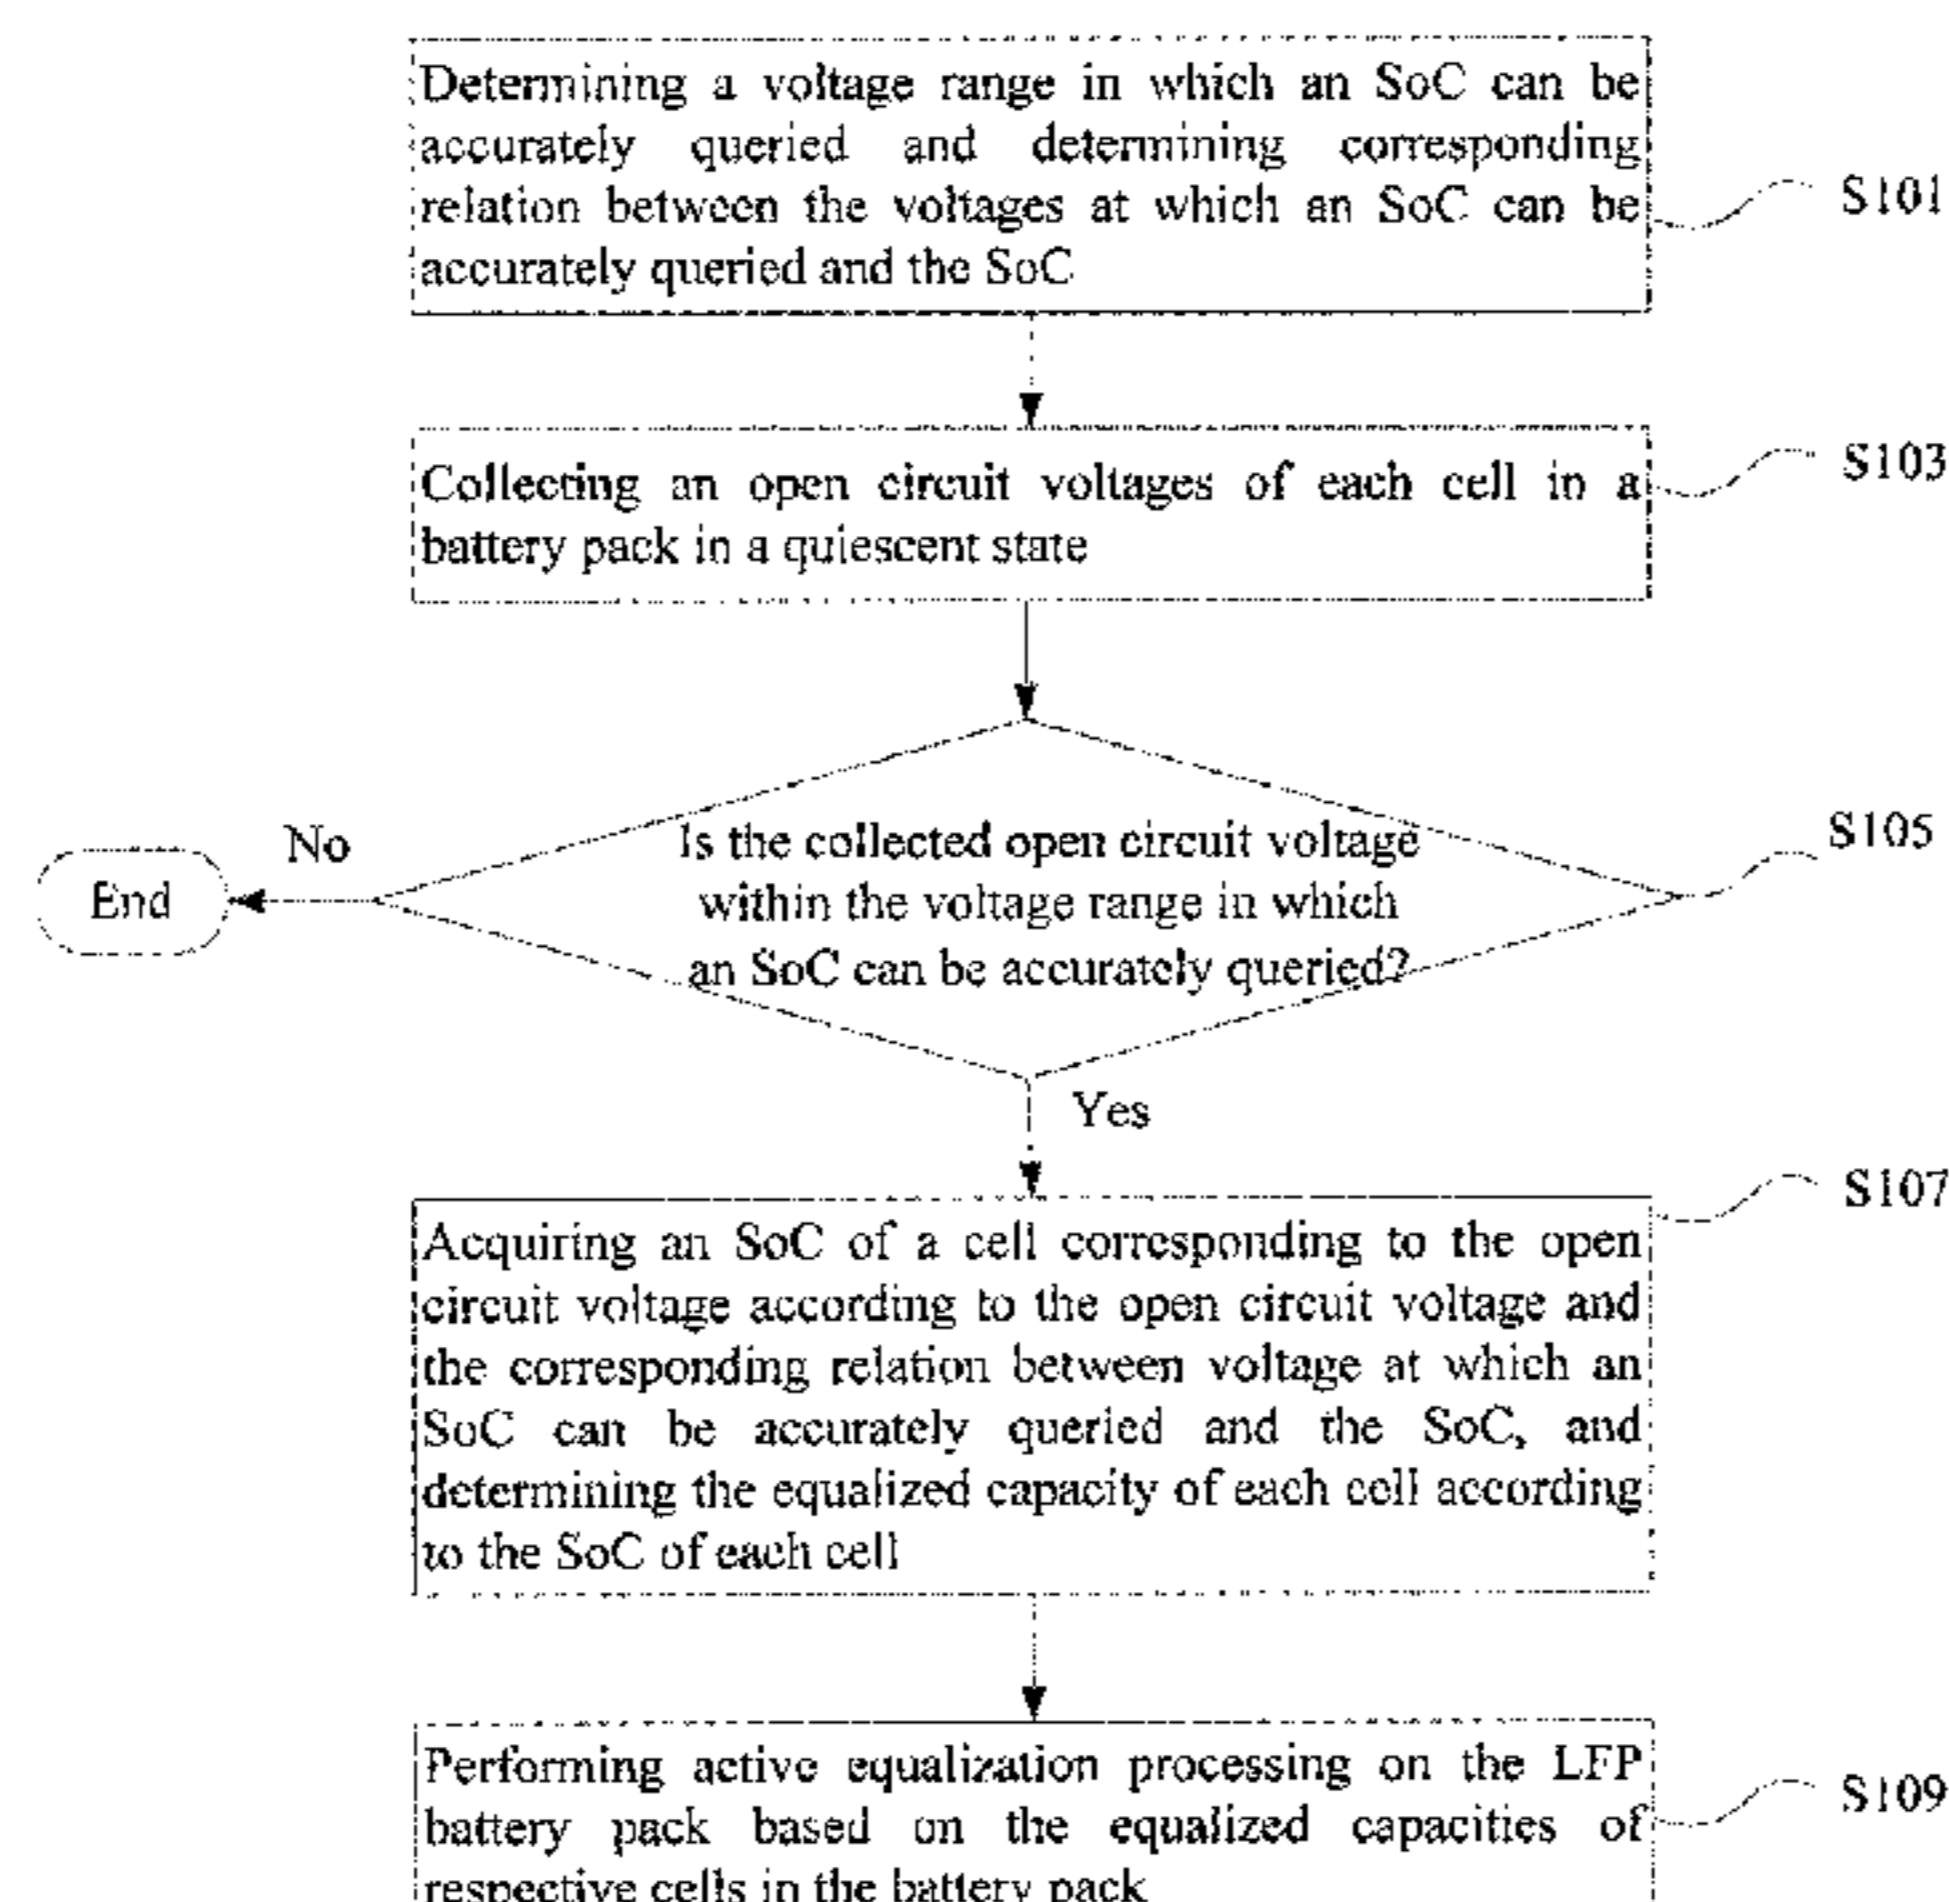 Determining a voltage range in which an SoC can be
accurately queried and determining corresponding
relation between the voltages at which an SoC can be
accurately queried and the SoC
S101
Collecting an open circuit voltages of each cell in a
battery pack in a quiescent state
S103
Is the collected open circuit voltage
within the voltage range in which
an SoC can be accurately queried?
S105
No
End
Yes
Acquiring an SoC of a cell corresponding to the open
circuit voltage according to the open circuit voltage and
the corresponding relation between voltage at which an
SoC can be accurately queried and the SoC, and
determining the equalized capacity of each cell according
to the SoC of each cell
S107
Performing active equalization processing on the LFP
battery pack based on the equalized capacities of
respective cells in the battery pack
S109